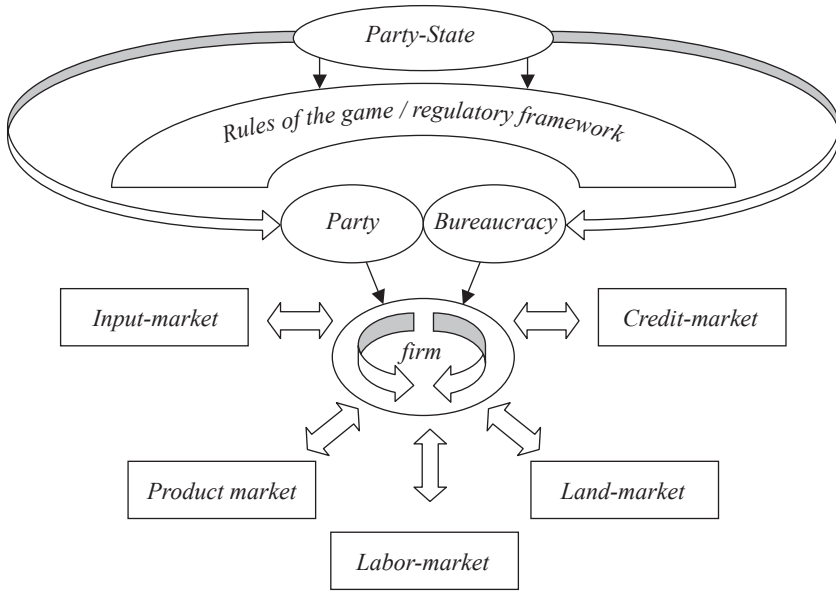 Party-State
Rules of the game / regulatory framework
Party
Bureaucracy
Input-market
Credit-market
firm
Product market
Land-market
Labor-market